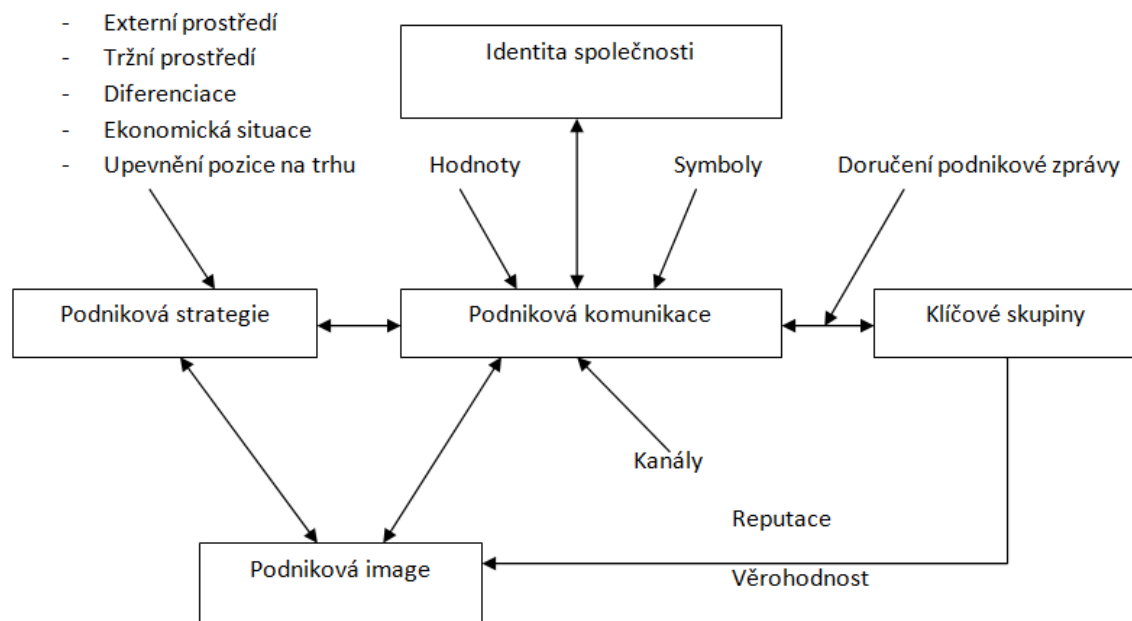 - Externí prostředí
- Tržní prostředí
- Diferenciace
- Ekonomická situace
- Upevnění pozice na trhu
Identita společnosti
Hodnoty
Symboly
Doručení podnikové zprávy
Podniková strategie
Podniková komunikace
Klíčové skupiny
Kanály
Reputace
Podniková image
Věrohodnost